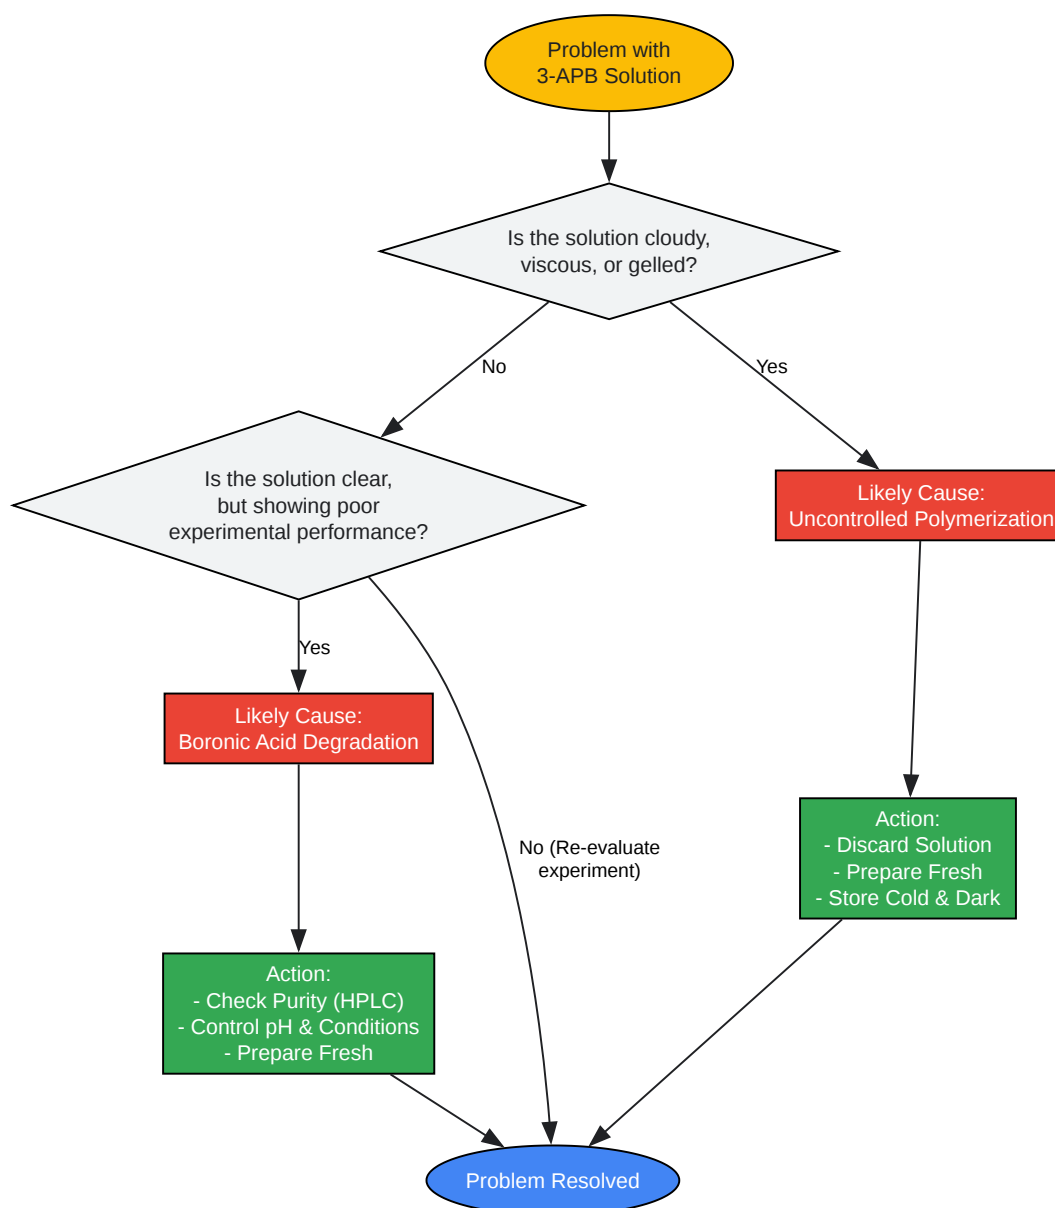 Problem with
3-APB Solution
Is the solution cloudy,
viscous, or gelled?
No
Yes
Is the solution clear,
but showing poor
experimental performance?
Likely Cause:
Uncontrolled Polymerization
Yes
Likely Cause:
Boronic Acid Degradation
No (Re-evaluate
experiment)
Action:
- Discard Solution
- Prepare Fresh
- Store Cold & Dark
Action:
- Check Purity (HPLC)
- Control pH & Conditions
- Prepare Fresh
Problem Resolved